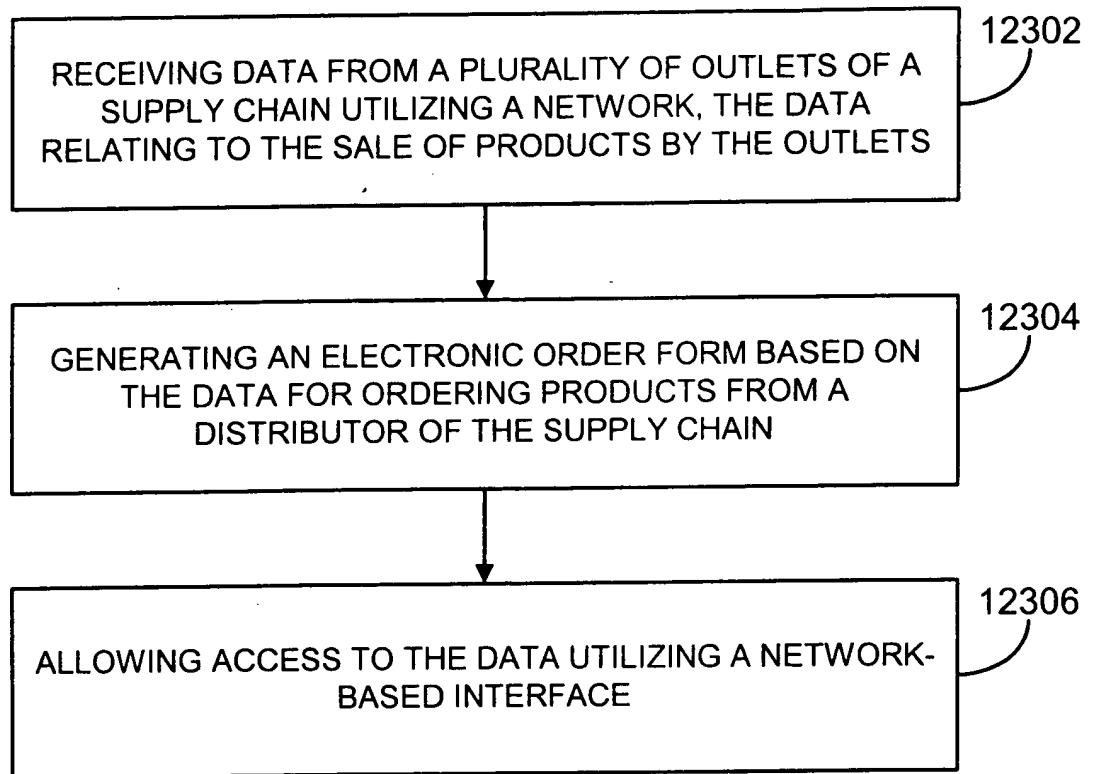 12302
RECEIVING DATA FROM A PLURALITY OF OUTLETS OF A
SUPPLY CHAIN UTILIZING A NETWORK, THE DATA
RELATING TO THE SALE OF PRODUCTS BY THE OUTLETS
12304
GENERATING AN ELECTRONIC ORDER FORM BASED ON
THE DATA FOR ORDERING PRODUCTS FROM A
DISTRIBUTOR OF THE SUPPLY CHAIN
12306
ALLOWING ACCESS TO THE DATA UTILIZING A NETWORK-
BASED INTERFACE